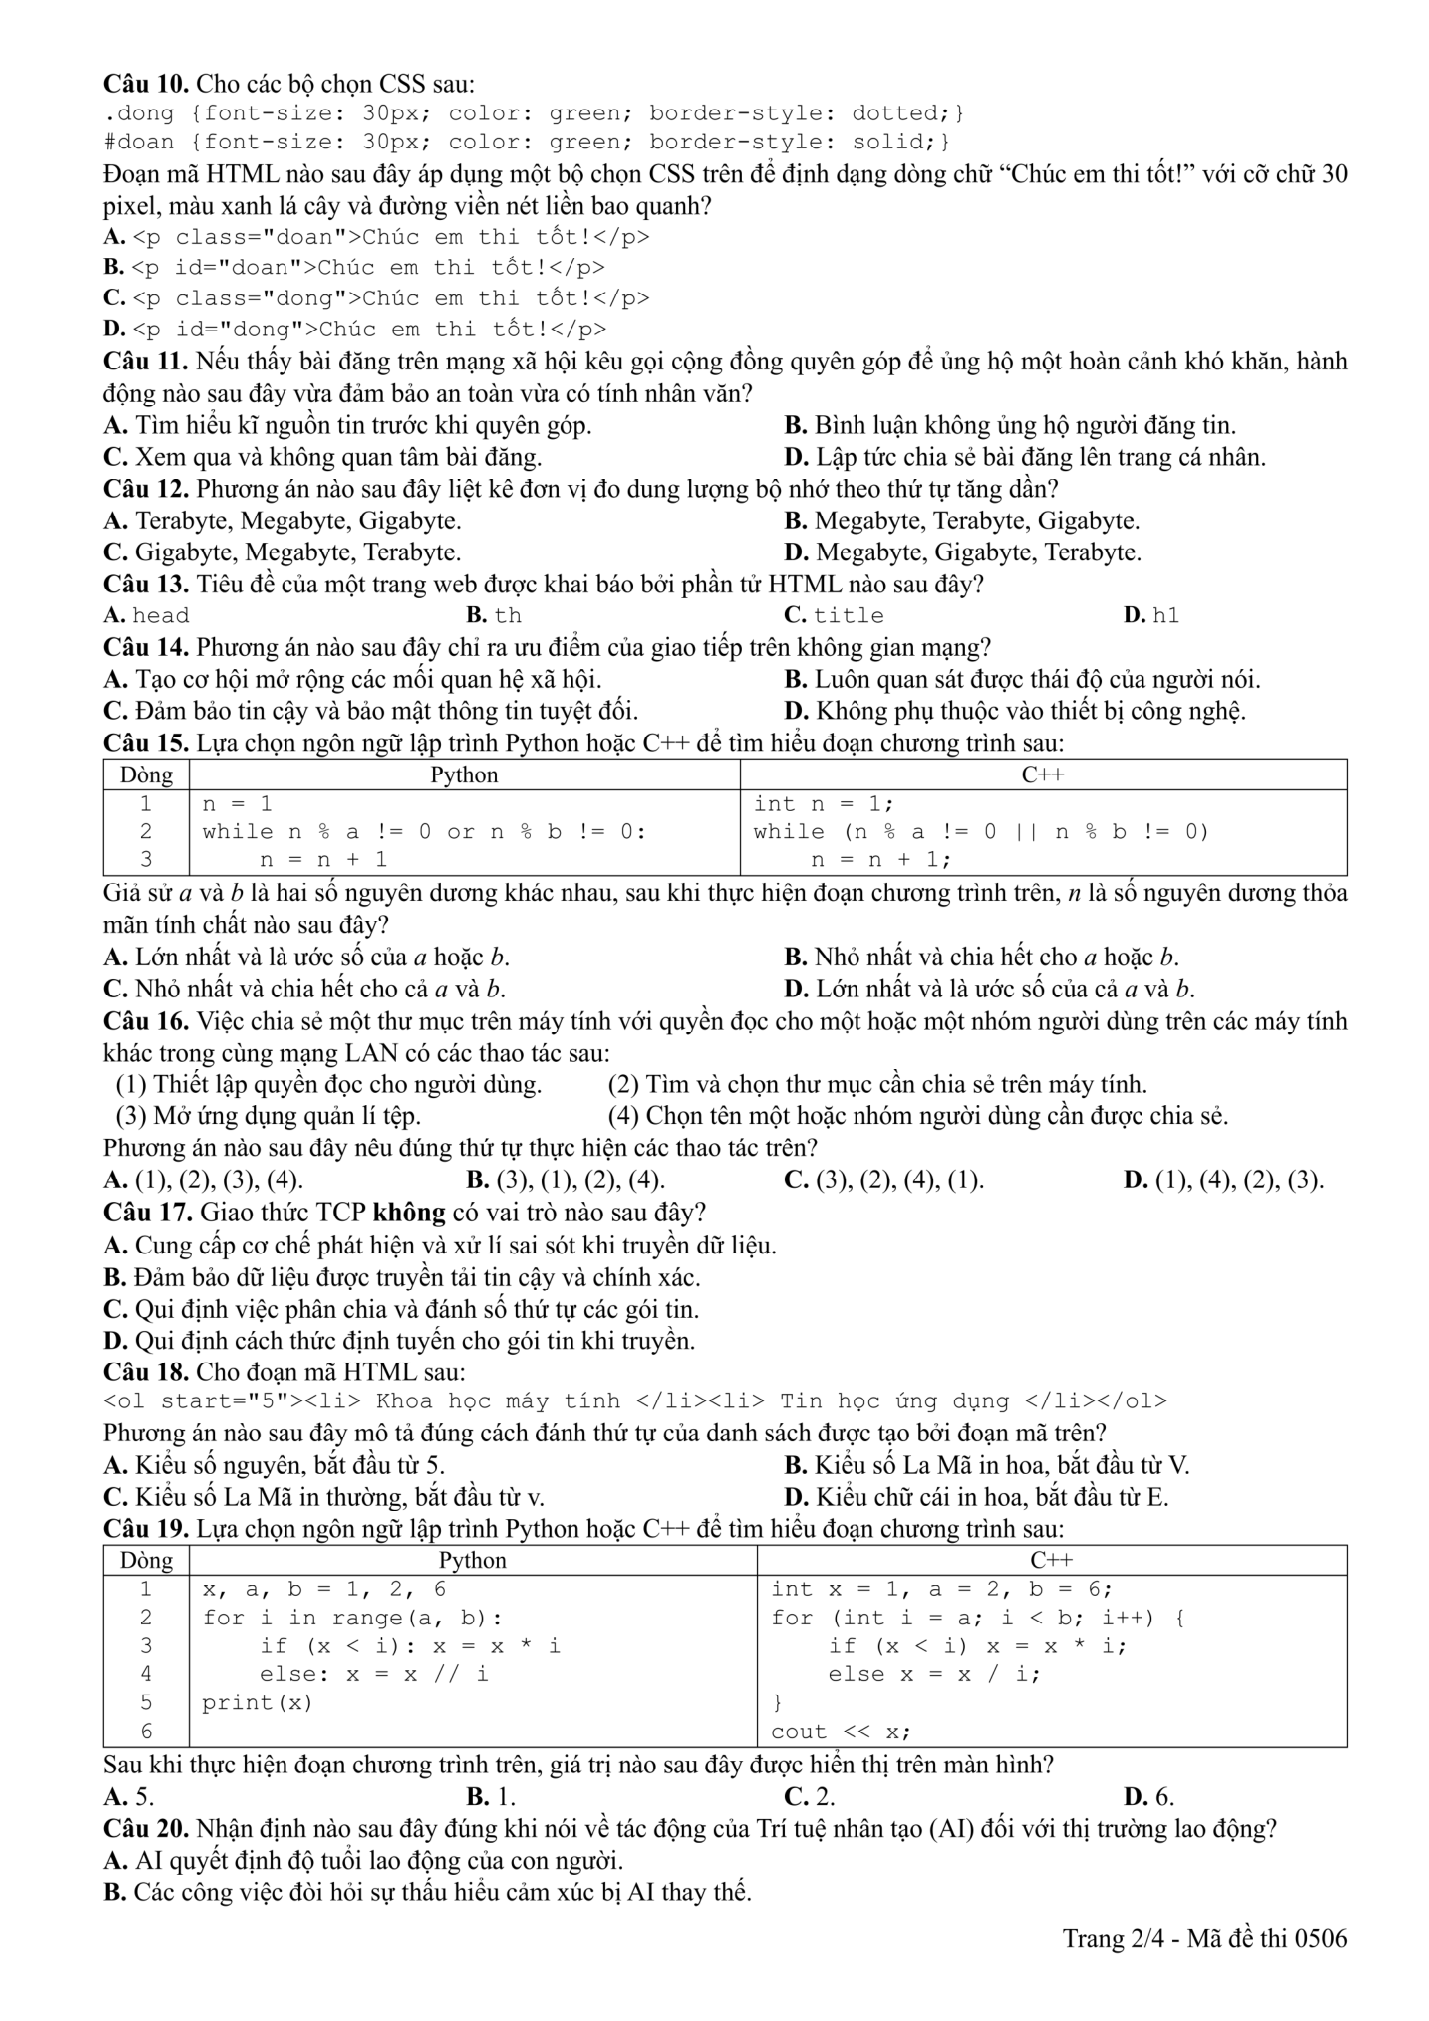 Câu 10. Cho các bộ chọn CSS sau:
.dong {font-size: 30px; color: green; border-style: dotted;}
#doan {font-size: 30px; color: green; border-style: solid;}
Đoạn mã HTML nào sau đây áp dụng một bộ chọn CSS trên để định dạng dòng chữ “Chúc em thi tốt!” với cỡ chữ 30
pixel, màu xanh lá cây và đường viền nét liền bao quanh?
A. <p class="doan">Chúc em thi tốt!</p>
B. <p id="doan">Chúc em thi tốt!</p>
C. <p class="dong">Chúc em thi tốt!</p>
D. <p id="dong">Chúc em thi tốt!</p>
Câu 11. Nếu thấy bài đăng trên mạng xã hội kêu gọi cộng đồng quyên góp để ủng hộ một hoàn cảnh khó khăn, hành
động nào sau đây vừa đảm bảo an toàn vừa có tính nhân văn?
A. Tìm hiểu kĩ nguồn tin trước khi quyên góp. B. Bình luận không ủng hộ người đăng tin.
C. Xem qua và không quan tâm bài đăng. D. Lập tức chia sẻ bài đăng lên trang cá nhân.
Câu 12. Phương án nào sau đây liệt kê đơn vị đo dung lượng bộ nhớ theo thứ tự tăng dần?
A. Terabyte, Megabyte, Gigabyte. B. Megabyte, Terabyte, Gigabyte.
C. Gigabyte, Megabyte, Terabyte. D. Megabyte, Gigabyte, Terabyte.
Câu 13. Tiêu đề của một trang web được khai báo bởi phần tử HTML nào sau đây?
A. head B. th C. title D. h1
Câu 14. Phương án nào sau đây chỉ ra ưu điểm của giao tiếp trên không gian mạng?
A. Tạo cơ hội mở rộng các mối quan hệ xã hội. B. Luôn quan sát được thái độ của người nói.
C. Đảm bảo tin cậy và bảo mật thông tin tuyệt đối. D. Không phụ thuộc vào thiết bị công nghệ.
Câu 15. Lựa chọn ngôn ngữ lập trình Python hoặc C++ để tìm hiểu đoạn chương trình sau:
Dòng Python C++
1 n = 1 int n = 1;
2 while n % a != 0 or n % b != 0: while (n % a != 0 || n % b != 0)
3 n = n + 1 n = n + 1;
Giả sử a và b là hai số nguyên dương khác nhau, sau khi thực hiện đoạn chương trình trên, n là số nguyên dương thỏa
mãn tính chất nào sau đây?
A. Lớn nhất và là ước số của a hoặc b. B. Nhỏ nhất và chia hết cho a hoặc b.
C. Nhỏ nhất và chia hết cho cả a và b. D. Lớn nhất và là ước số của cả a và b.
Câu 16. Việc chia sẻ một thư mục trên máy tính với quyền đọc cho một hoặc một nhóm người dùng trên các máy tính
khác trong cùng mạng LAN có các thao tác sau:
(1) Thiết lập quyền đọc cho người dùng. (2) Tìm và chọn thư mục cần chia sẻ trên máy tính.
(3) Mở ứng dụng quản lí tệp. (4) Chọn tên một hoặc nhóm người dùng cần được chia sẻ.
Phương án nào sau đây nêu đúng thứ tự thực hiện các thao tác trên?
A. (1), (2), (3), (4). B. (3), (1), (2), (4). C. (3), (2), (4), (1). D. (1), (4), (2), (3).
Câu 17. Giao thức TCP không có vai trò nào sau đây?
A. Cung cấp cơ chế phát hiện và xử lí sai sót khi truyền dữ liệu.
B. Đảm bảo dữ liệu được truyền tải tin cậy và chính xác.
C. Qui định việc phân chia và đánh số thứ tự các gói tin.
D. Qui định cách thức định tuyến cho gói tin khi truyền.
Câu 18. Cho đoạn mã HTML sau:
<ol start="5"><li> Khoa học máy tính </li><li> Tin học ứng dụng </li></ol>
Phương án nào sau đây mô tả đúng cách đánh thứ tự của danh sách được tạo bởi đoạn mã trên?
A. Kiểu số nguyên, bắt đầu từ 5. B. Kiểu số La Mã in hoa, bắt đầu từ V.
C. Kiểu số La Mã in thường, bắt đầu từ v. D. Kiểu chữ cái in hoa, bắt đầu từ E.
Câu 19. Lựa chọn ngôn ngữ lập trình Python hoặc C++ để tìm hiểu đoạn chương trình sau:
Dòng Python C++
1 x, a, b = 1, 2, 6 int x = 1, a = 2, b = 6;
2 for i in range(a, b): for (int i = a; i < b; i++) {
3 if (x < i): x = x * i if (x < i) x = x * i;
4 else: x = x // i else x = x / i;
5 print(x) }
6 cout << x;
Sau khi thực hiện đoạn chương trình trên, giá trị nào sau đây được hiển thị trên màn hình?
A. 5. B. 1. C. 2. D. 6.
Câu 20. Nhận định nào sau đây đúng khi nói về tác động của Trí tuệ nhân tạo (AI) đối với thị trường lao động?
A. AI quyết định độ tuổi lao động của con người.
B. Các công việc đòi hỏi sự thấu hiểu cảm xúc bị AI thay thế.
Trang 2/4 - Mã đề thi 0506